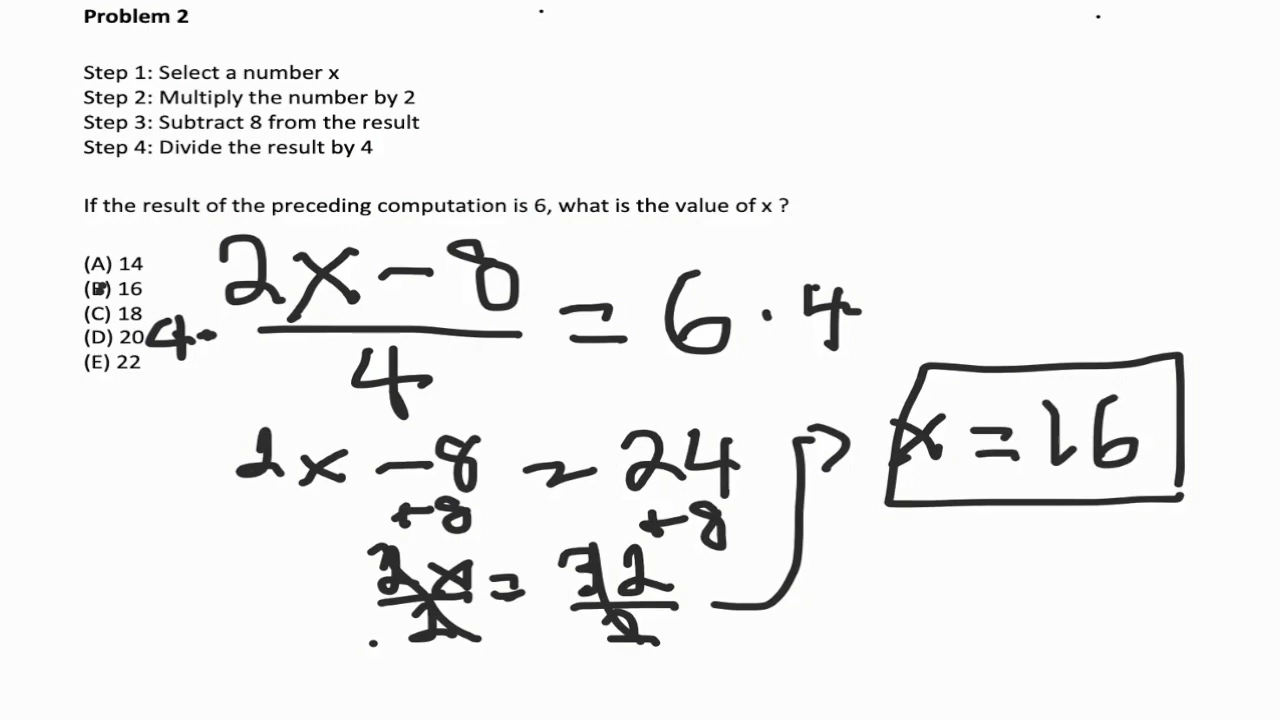 Problem 2
Step 1: Select a number x
Step 2: Multiply the number by 2
Step 3: Subtract 8 from the result
Step 4: Divide the result by 4
If the result of the preceding computation is 6, what is the value of x ?
(A) 14
(B) 16
(C) 18
(D) 20
(E) 22
4 · 2x - 8 / 4 = 6 · 4
2x - 8 = 24
+8 +8
2x / 2 = 32 / 2
x = 16